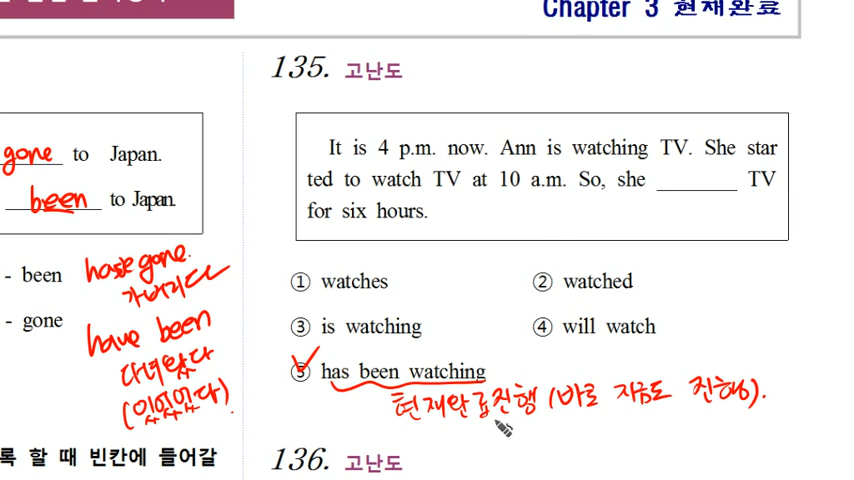 Chapter 3 현재완료
gone to Japan.
been to Japan.
- been
- gone
have gone.
가버리다
have been
다녀왔다
(있었다).
록 할 때 빈칸에 들어갈
135. 고난도
It is 4 p.m. now. Ann is watching TV. She star
ted to watch TV at 10 a.m. So, she ________ TV
for six hours.
① watches ② watched
③ is watching ④ will watch
⑤ has been watching
현재완료진행 (바로 지금도 진행).
136. 고난도